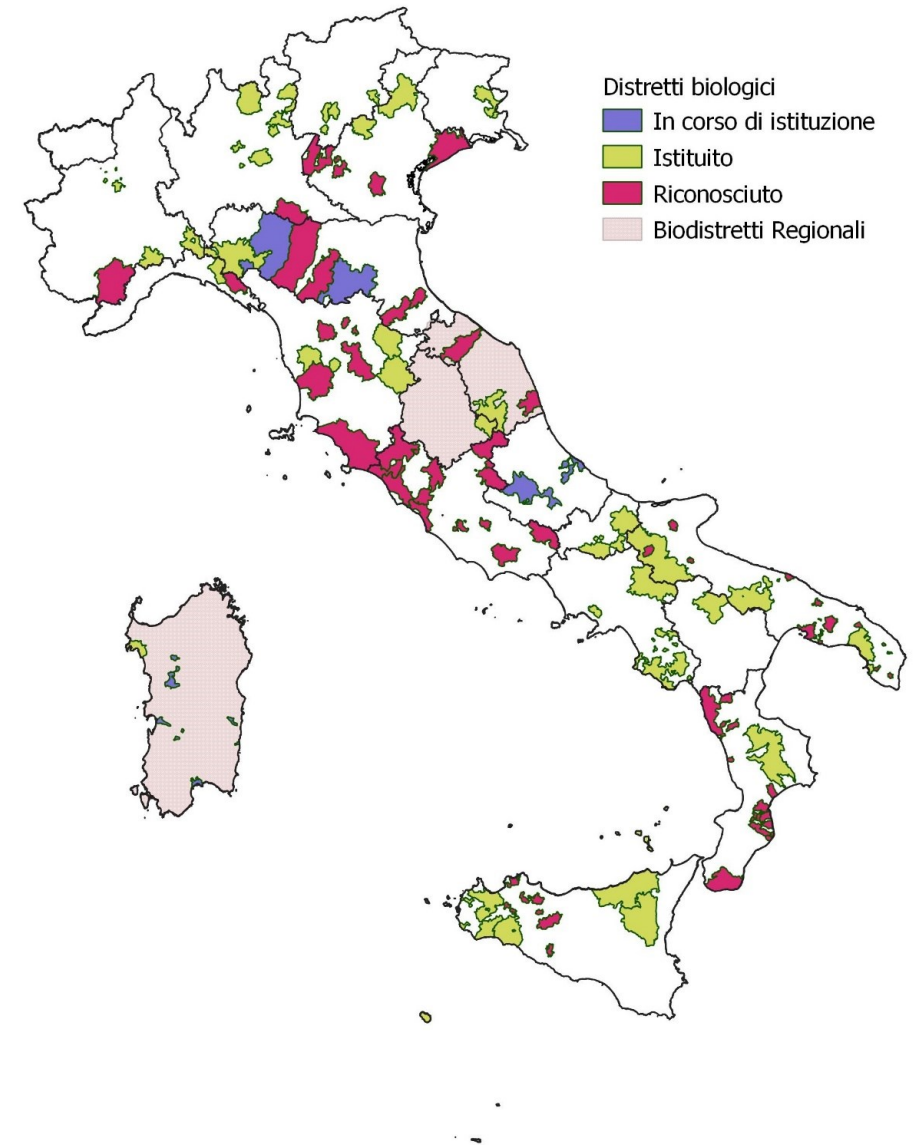 Distretti biologici
In corso di istituzione
Istituito
Riconosciuto
Biodistretti Regionali